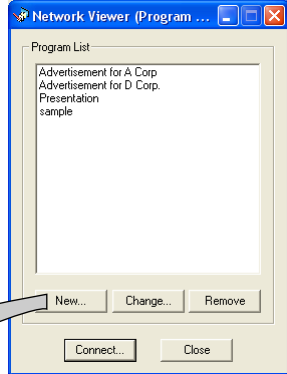 Network Viewer (Program ...
Program List
Advertisement for A Corp
Advertisement for D Corp.
Presentation
sample
New... Change... Remove
Connect... Close